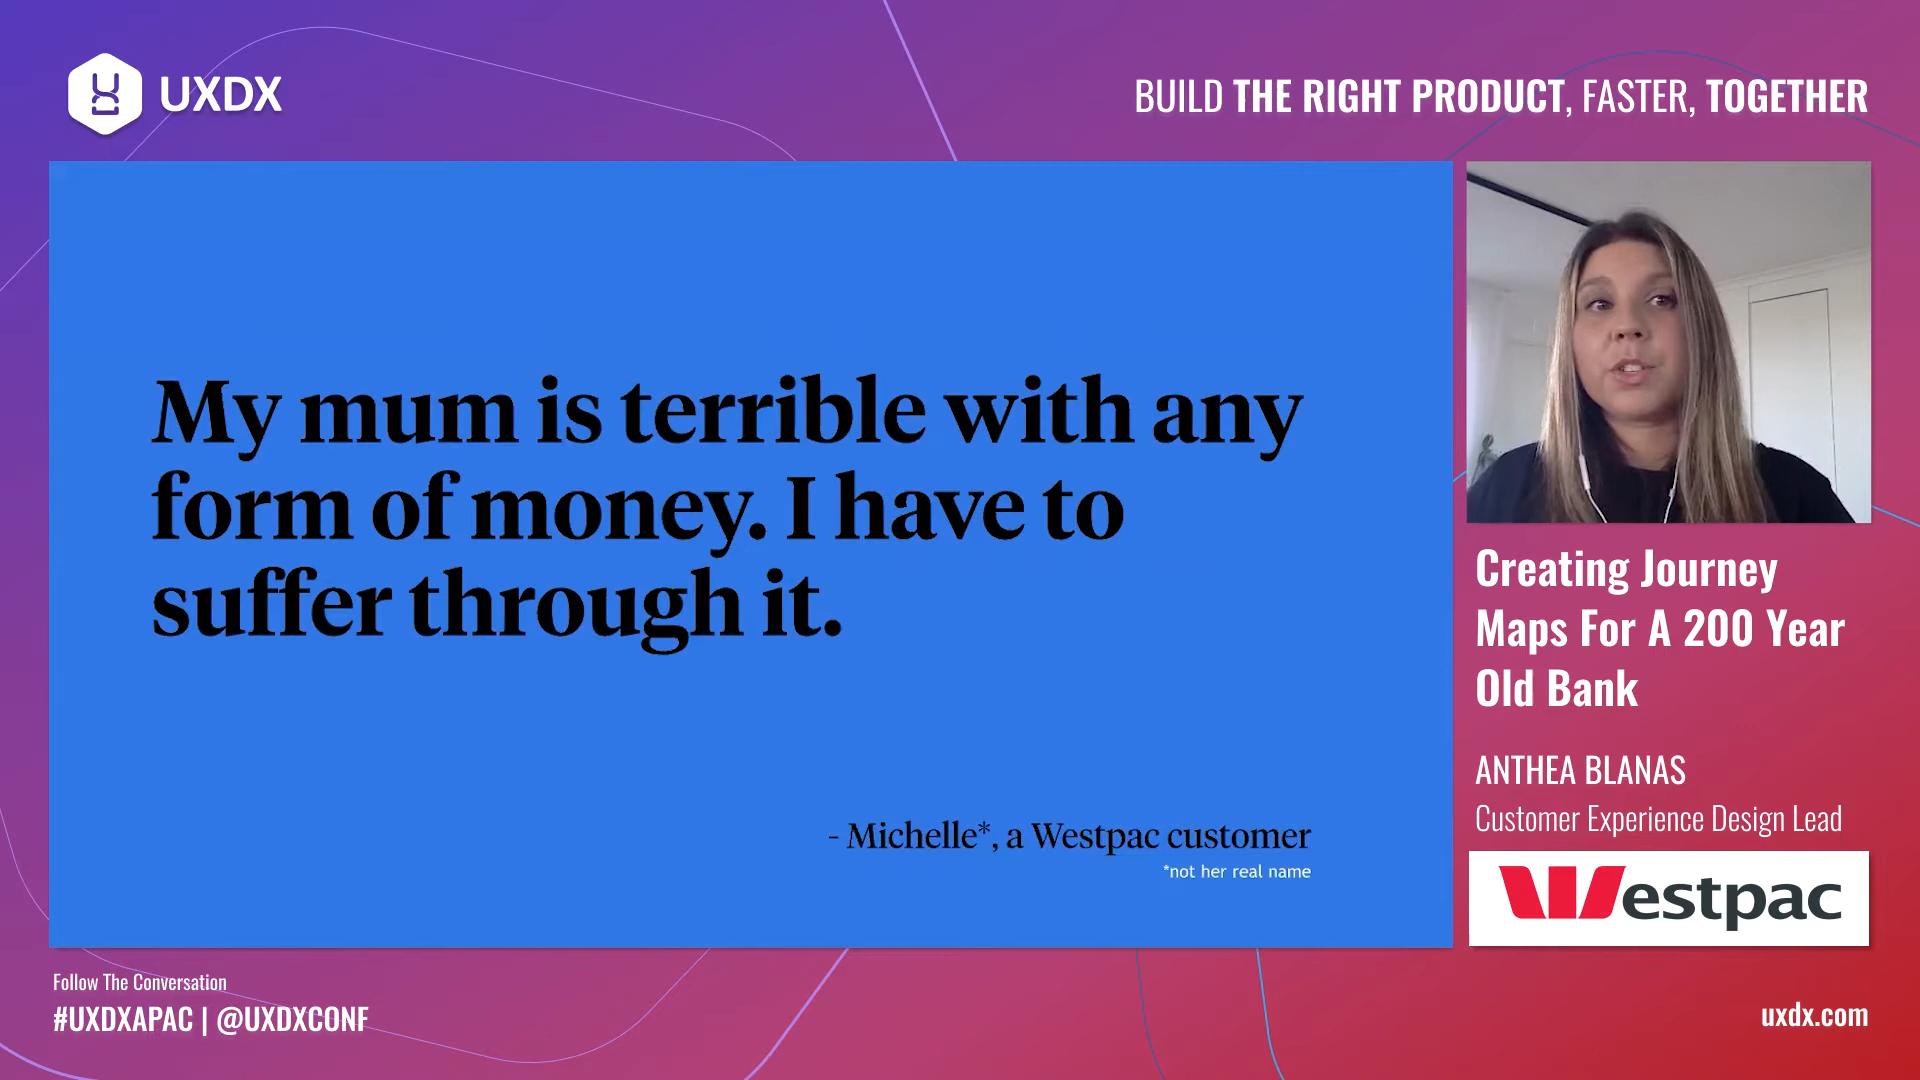 UXDX
BUILD THE RIGHT PRODUCT, FASTER, TOGETHER
My mum is terrible with any
form of money. I have to
suffer through it.
- Michelle*, a Westpac customer
*not her real name
Creating Journey
Maps For A 200 Year
Old Bank
ANTHEA BLANAS
Customer Experience Design Lead
Westpac
Follow The Conversation
#UXDXAPAC | @UXDXCONF
uxdx.com